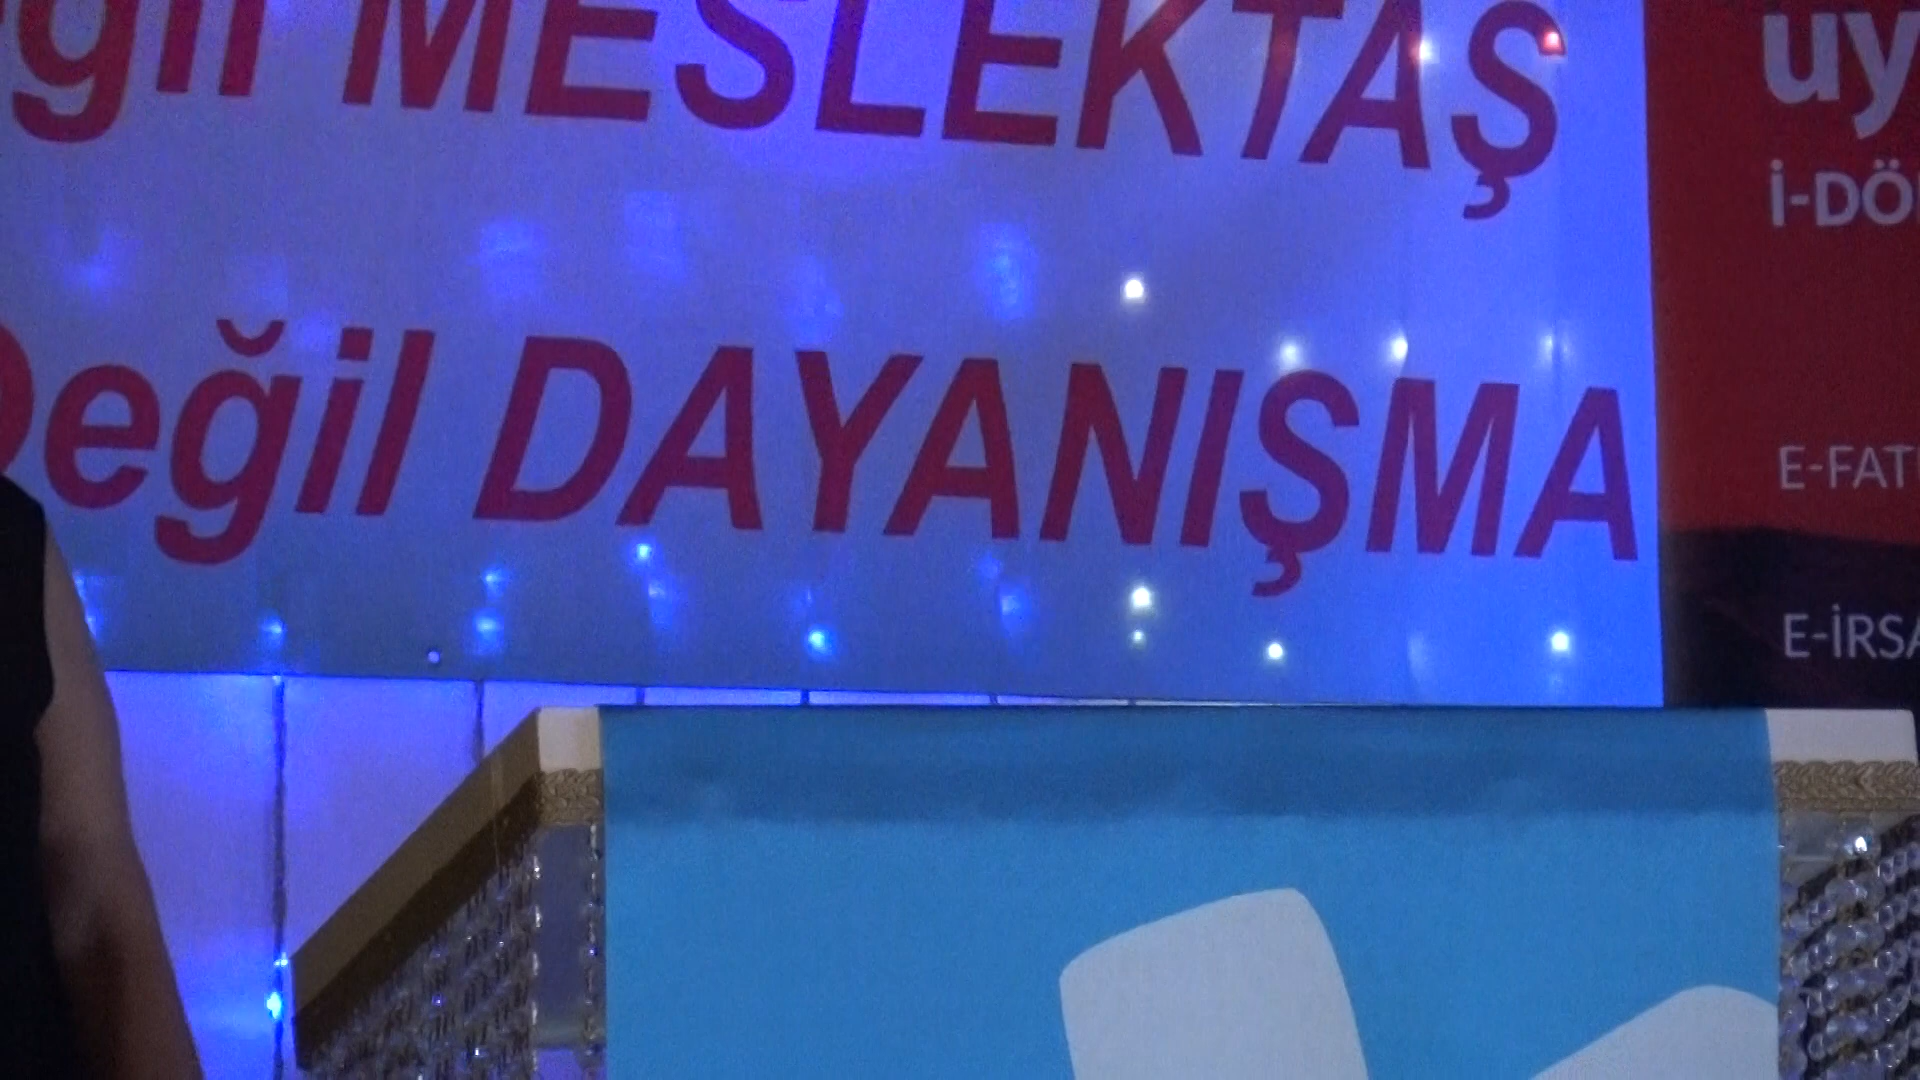 MESLEKTAŞ
Değil DAYANIŞMA
uy
İ-DÖ
E-FAT
E-İRSA